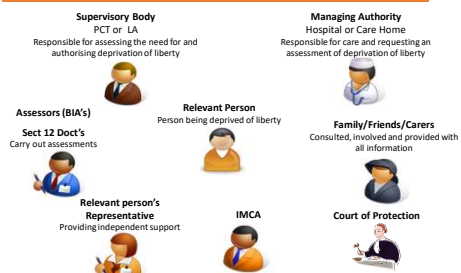 Supervisory Body
PCT or LA
Responsible for assessing the need for and
authorising deprivation of liberty
Managing Authority
Hospital or Care Home
Responsible for care and requesting an
assessment of deprivation of liberty
Assessors (BIA's)
Sect 12 Doct's
Carry out assessments
Relevant Person
Person being deprived of liberty
Family/Friends/Carers
Consulted, involved and provided with
all information
Relevant person's
Representative
Providing independent support
IMCA
Court of Protection